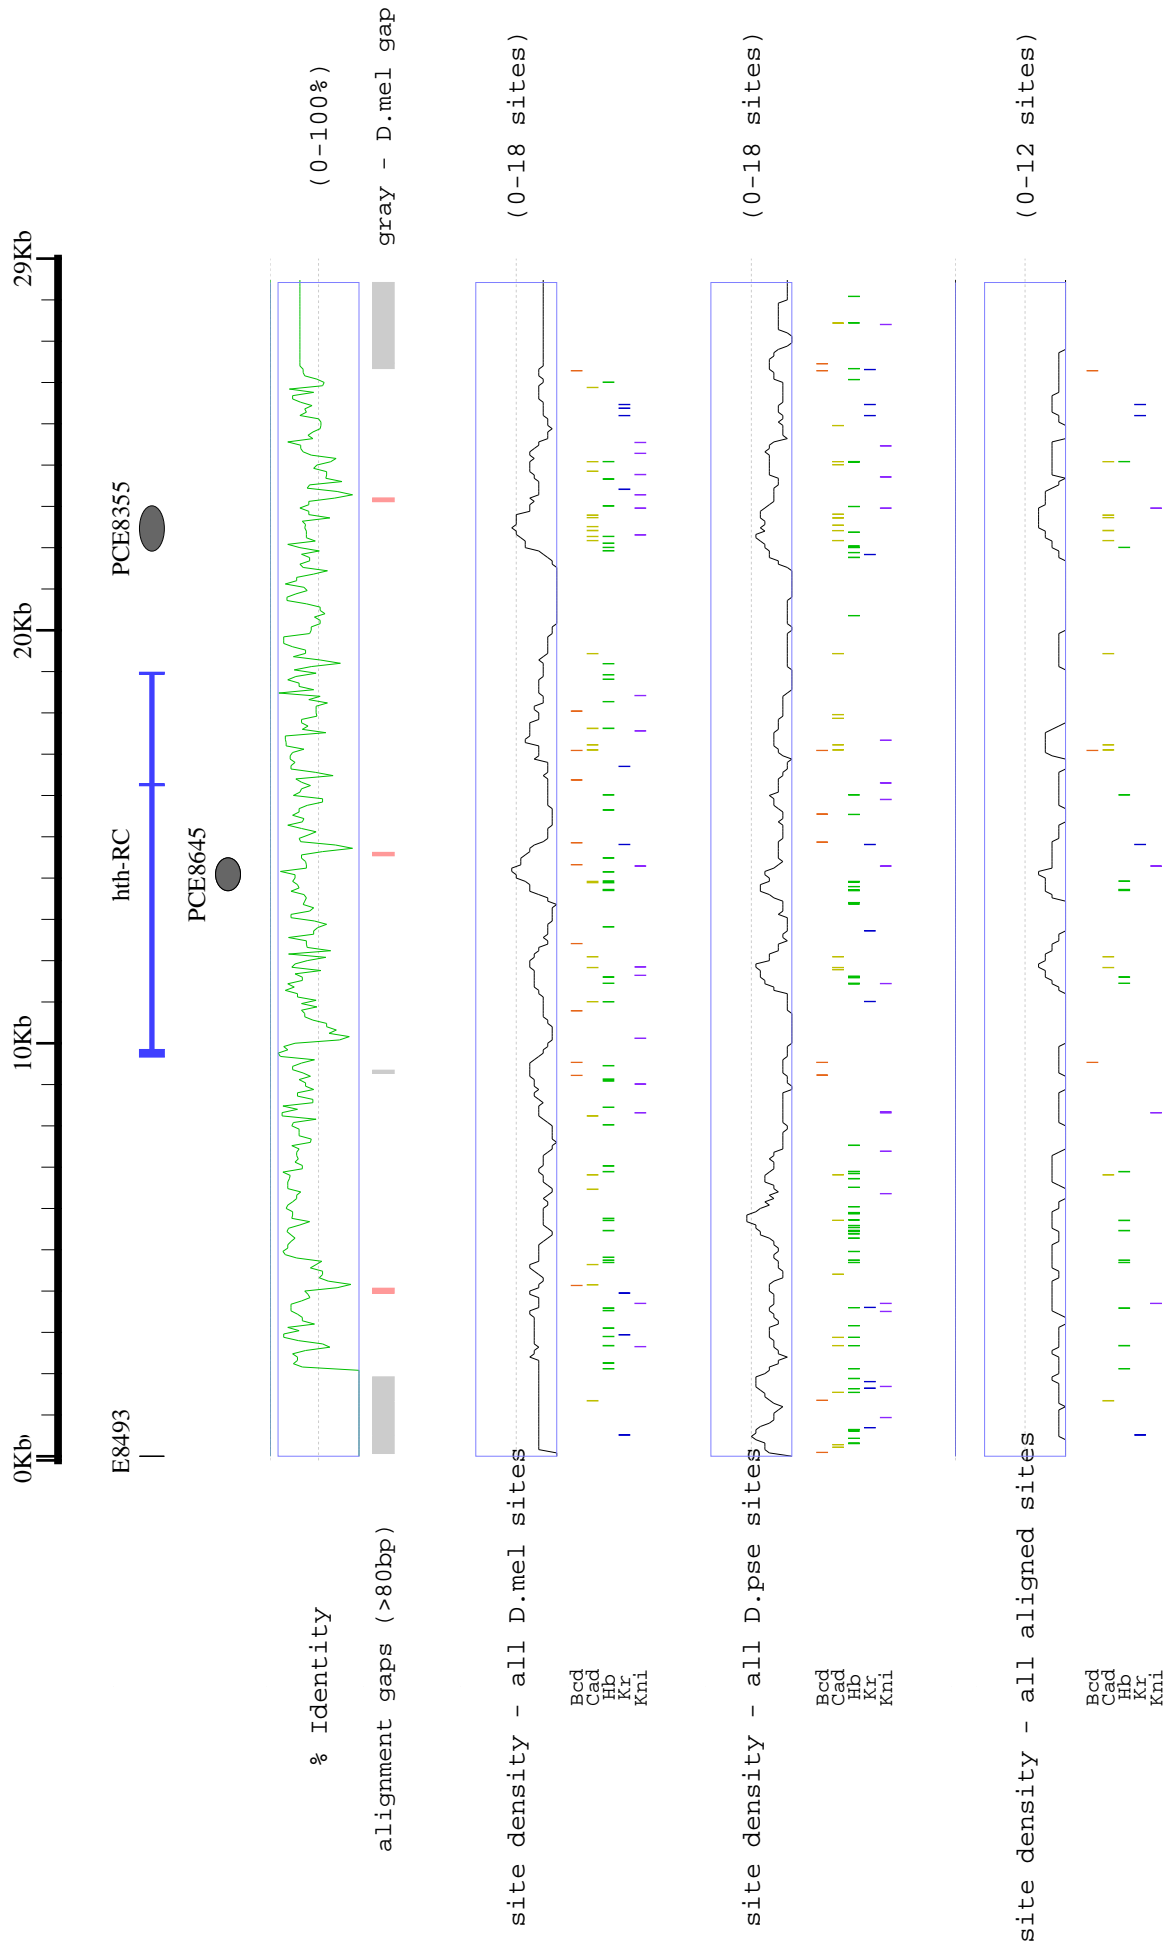 0Kb
10Kb
20Kb
29Kb
E8493
hth-RC
PCE8355
PCE8645
% Identity
(0-100%)
alignment gaps (>80bp)
gray - D.mel gap
site density - all D.mel sites
(0-18 sites)
Bcd
Cad
Hb
Kr
Kni
site density - all D.pse sites
(0-18 sites)
Bcd
Cad
Hb
Kr
Kni
site density - all aligned sites
(0-12 sites)
Bcd
Cad
Hb
Kr
Kni